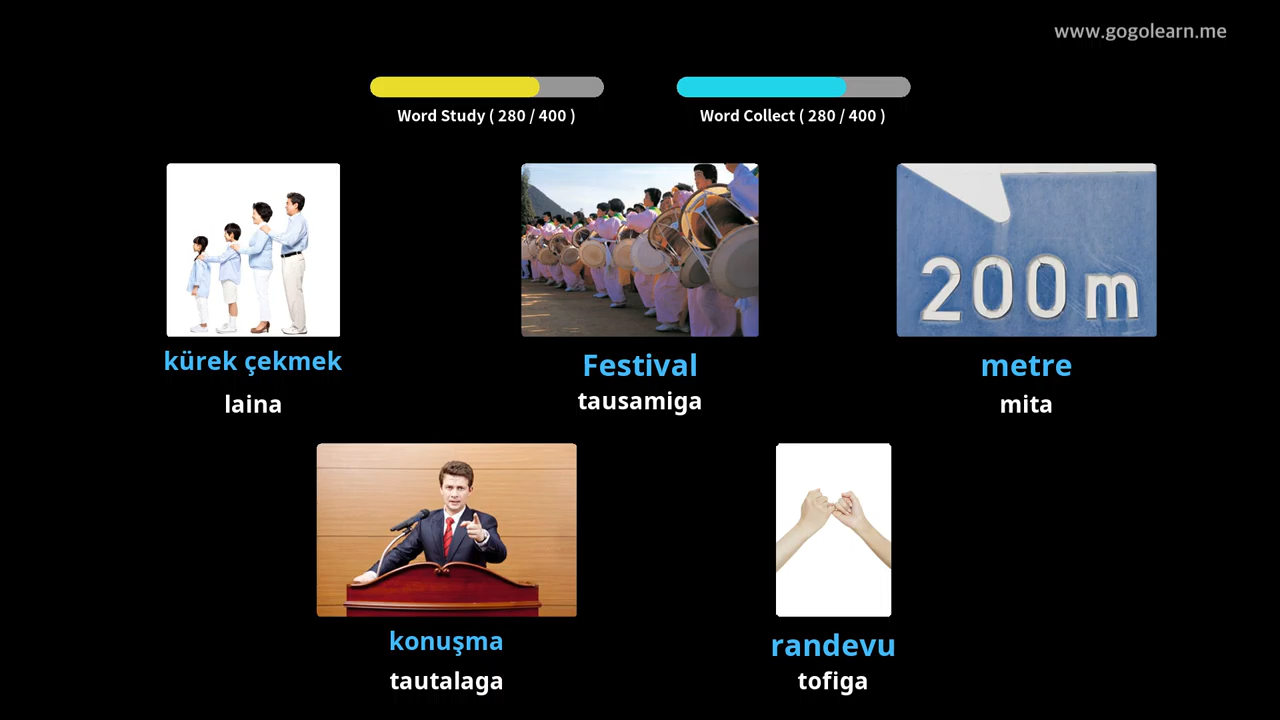 www.gogolearn.me
Word Study ( 280 / 400 )
Word Collect ( 280 / 400 )
200 m
kürek çekmek
laina
Festival
tausamiga
metre
mita
konuşma
tautalaga
randevu
tofiga